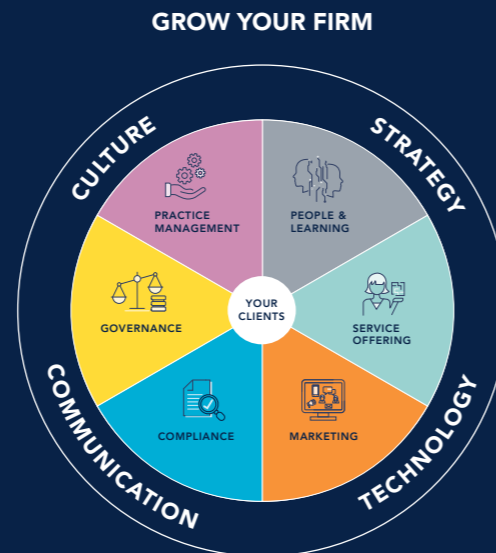 GROW YOUR FIRM
CULTURE
STRATEGY
PRACTICE
MANAGEMENT
PEOPLE &
LEARNING
GOVERNANCE
YOUR
CLIENTS
SERVICE
OFFERING
COMPLIANCE
MARKETING
COMMUNICATION
TECHNOLOGY